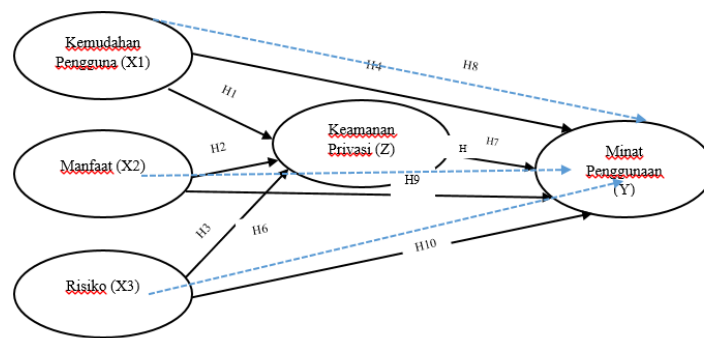 Kemudahan
Pengguna (X1)
H4
H8
H1
Keamanan
Privasi (Z)
H
H7
Minat
Penggunaan
(Y)
H2
Manfaat (X2)
H9
H3
H6
H10
Risiko (X3)